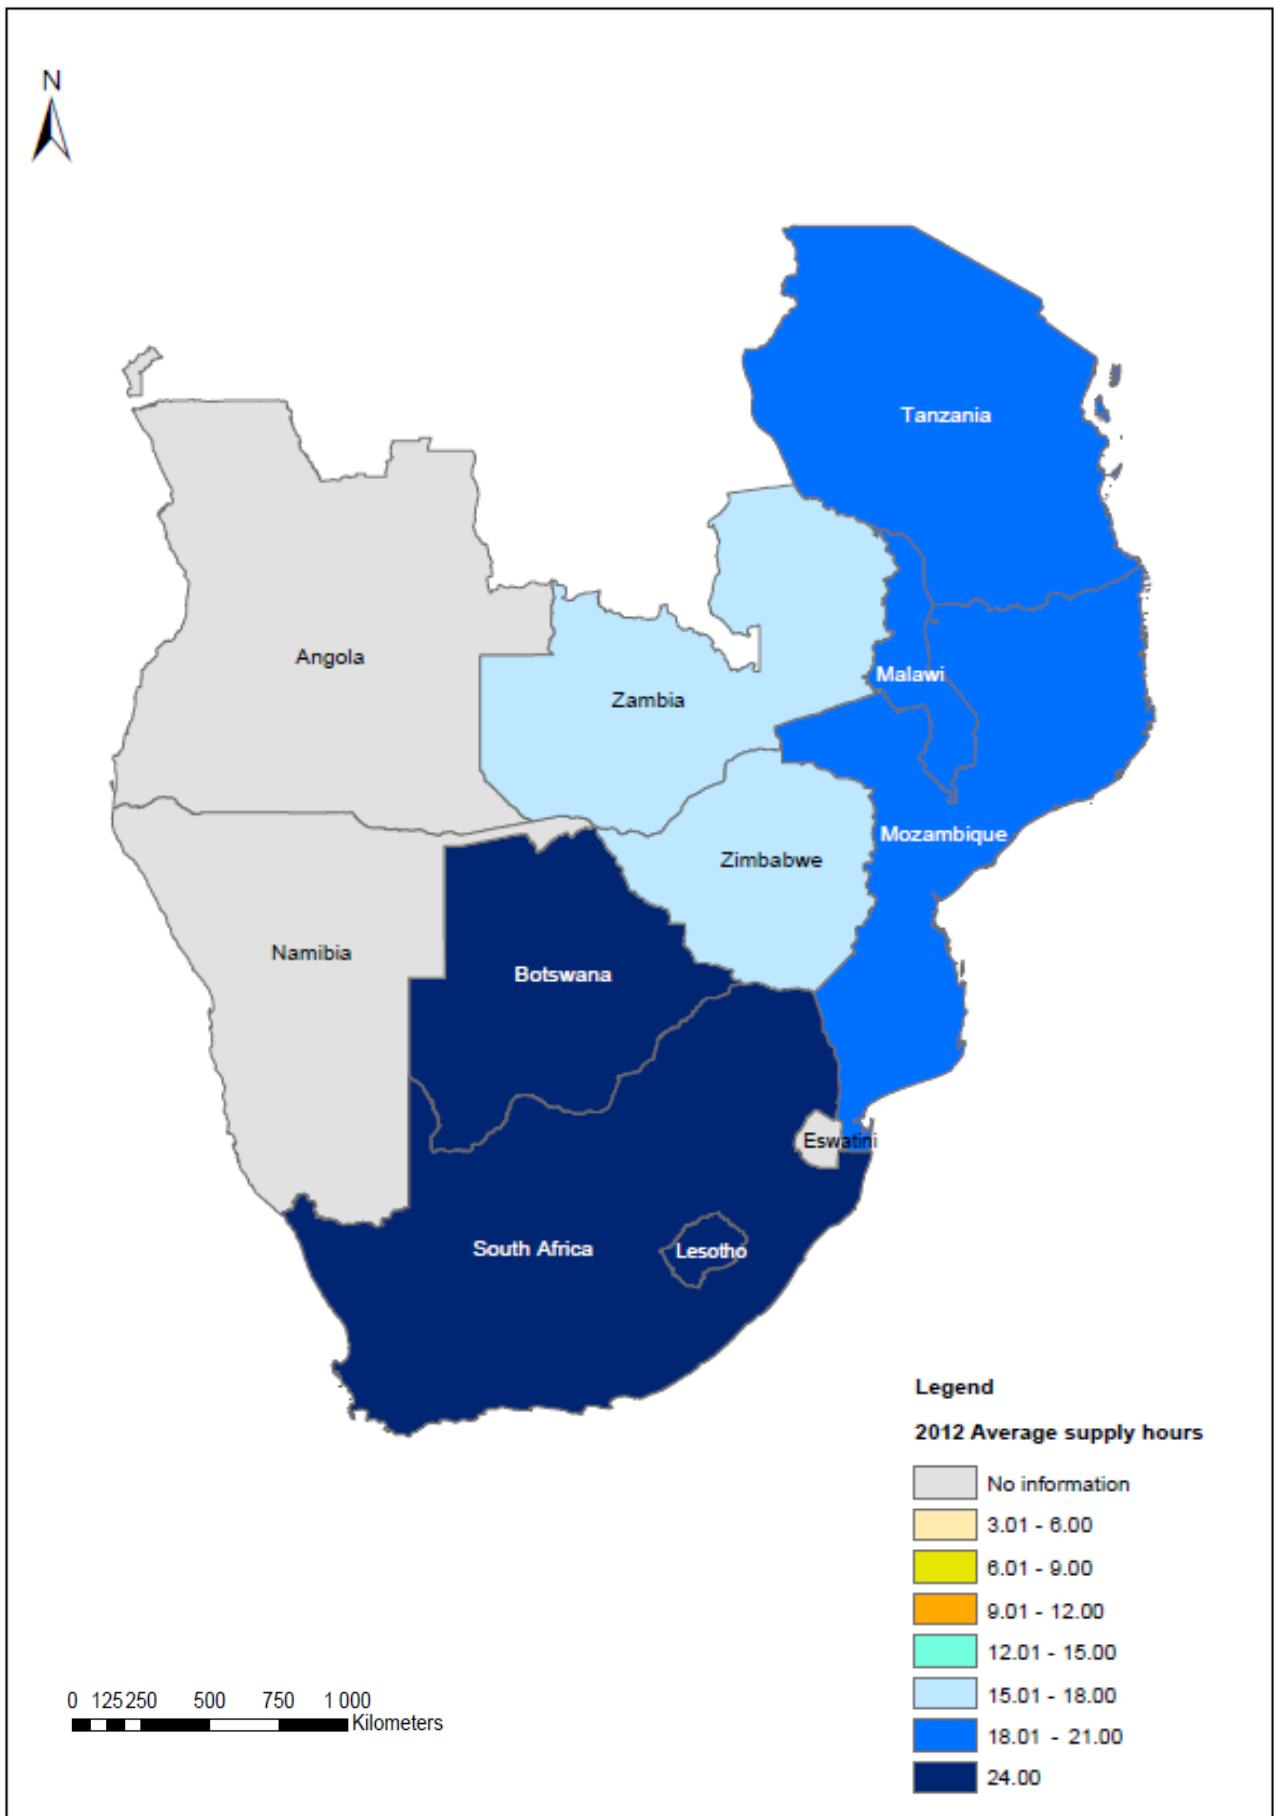 N
Tanzania
Angola
Malawi
Zambia
Mozambique
Zimbabwe
Namibia
Botswana
Eswatini
South Africa
Lesotho
Legend
2012 Average supply hours
No information
3.01 - 6.00
6.01 - 9.00
9.01 - 12.00
12.01 - 15.00
15.01 - 18.00
18.01 - 21.00
24.00
0 125 250 500 750 1 000
Kilometers